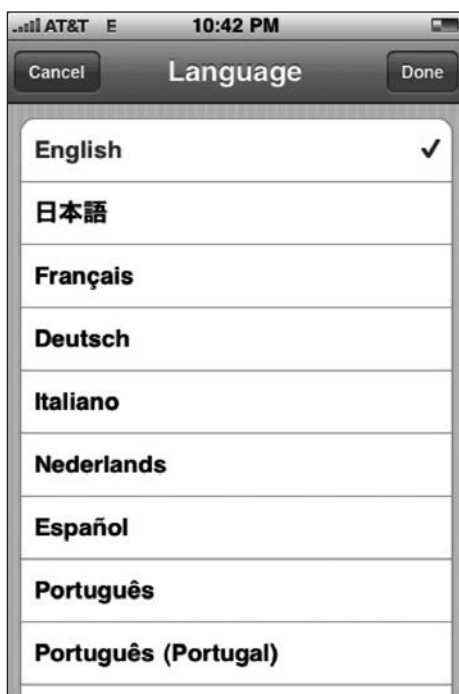 AT&T E 10:42 PM
Cancel Language Done
English
日本語
Français
Deutsch
Italiano
Nederlands
Español
Português
Português (Portugal)